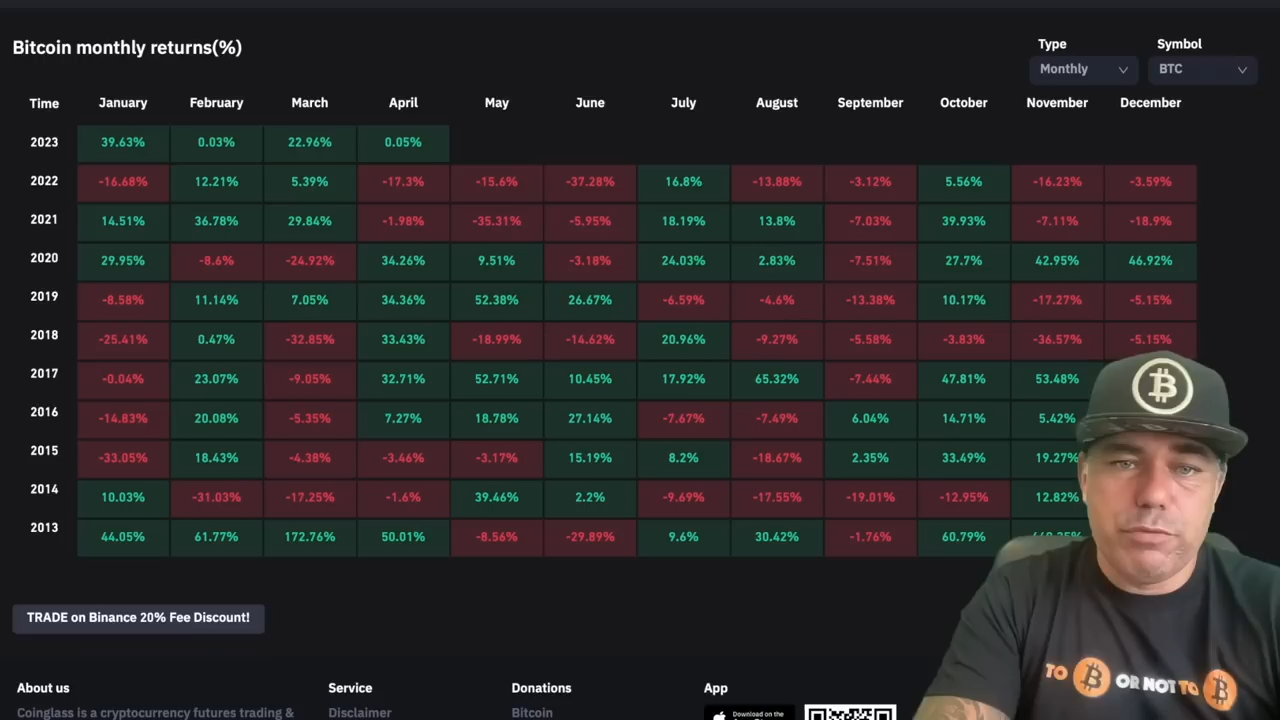 Bitcoin monthly returns(%)
Type Symbol
Monthly BTC
Time January February March April May June July August September October November December
2023 39.63% 0.03% 22.96% 0.05%
2022 -16.68% 12.21% 5.39% -17.3% -15.6% -37.28% 16.8% -13.88% -3.12% 5.56% -16.23% -3.59%
2021 14.51% 36.78% 29.84% -1.98% -35.31% -5.95% 18.19% 13.8% -7.03% 39.93% -7.11% -18.9%
2020 29.95% -8.6% -24.92% 34.26% 9.51% -3.18% 24.03% 2.83% -7.51% 27.7% 42.95% 46.92%
2019 -8.58% 11.14% 7.05% 34.36% 52.38% 26.67% -6.59% -4.6% -13.38% 10.17% -17.27% -5.15%
2018 -25.41% 0.47% -32.85% 33.43% -18.99% -14.62% 20.96% -9.27% -5.58% -3.83% -36.57% -5.15%
2017 -0.04% 23.07% -9.05% 32.71% 52.71% 10.45% 17.92% 65.32% -7.44% 47.81% 53.48%
2016 -14.83% 20.08% -5.35% 7.27% 18.78% 27.14% -7.67% -7.49% 6.04% 14.71% 5.42%
2015 -33.05% 18.43% -4.38% -3.46% -3.17% 15.19% 8.2% -18.67% 2.35% 33.49% 19.27%
2014 10.03% -31.03% -17.25% -1.6% 39.46% 2.2% -9.69% -17.55% -19.01% -12.95% 12.82%
2013 44.05% 61.77% 172.76% 50.01% -8.56% -29.89% 9.6% 30.42% -1.76% 60.79%
TO OR NOT TO
TRADE on Binance 20% Fee Discount!
About us Service Donations App
Coinglass is a cryptocurrency futures trading & Disclaimer Bitcoin Download on the